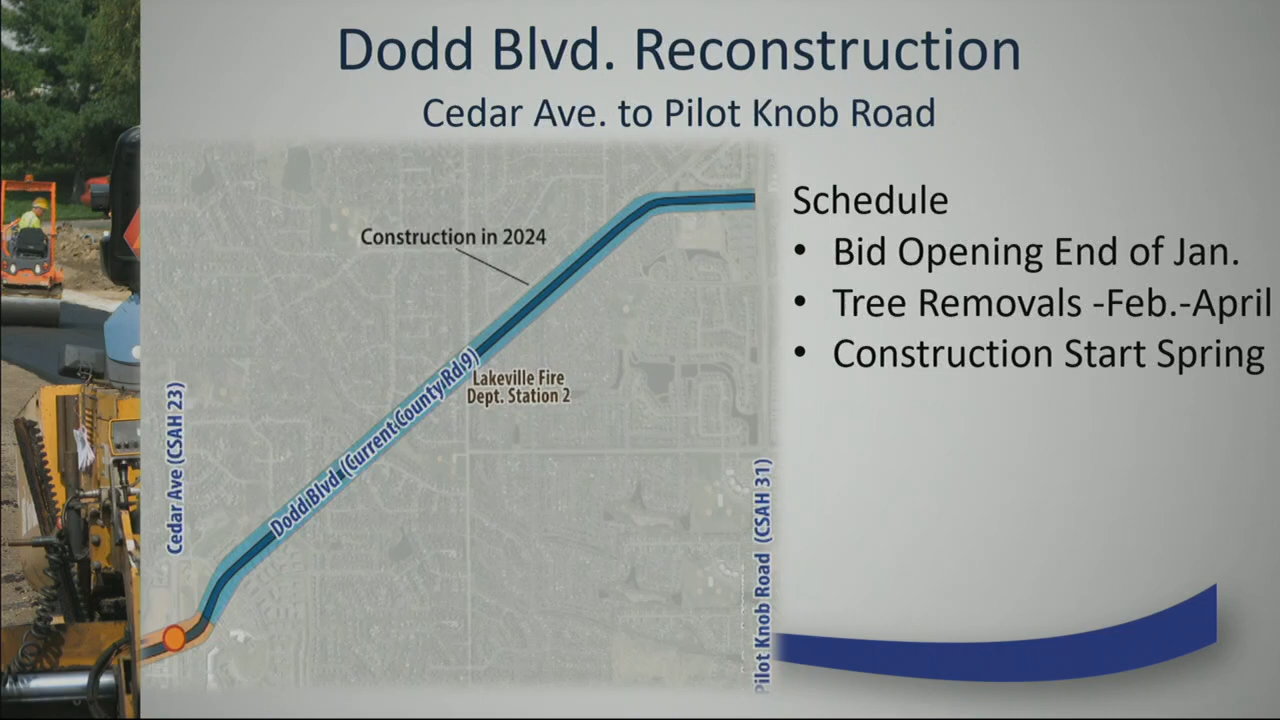 Dodd Blvd. Reconstruction
Cedar Ave. to Pilot Knob Road
Construction in 2024
Dodd Blvd. (Current County Rd 9)
Lakeville Fire
Dept. Station 2
Cedar Ave (CSAH 23)
Pilot Knob Road (CSAH 31)
Schedule
• Bid Opening End of Jan.
• Tree Removals -Feb.-April
• Construction Start Spring